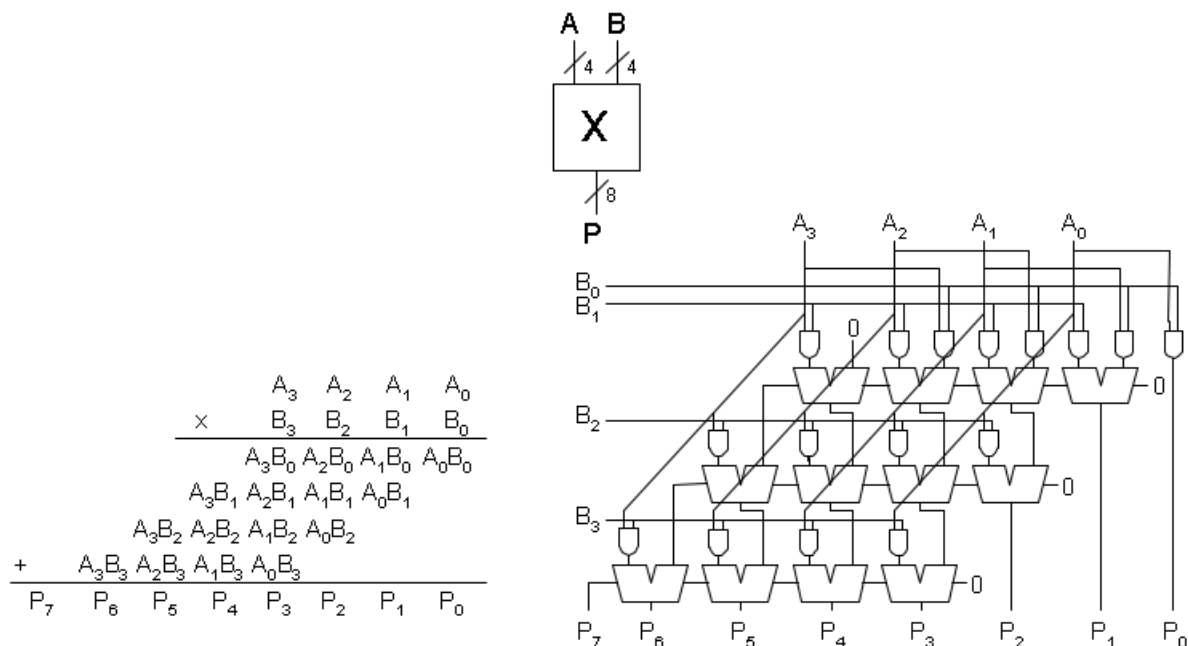 A B
4 4
X
8
P
A₃ A₂ A₁ A₀
B₀
B₁
0
0
B₂
0
B₃
0
P₇ P₆ P₅ P₄ P₃ P₂ P₁ P₀
A₃ A₂ A₁ A₀
× B₃ B₂ B₁ B₀
A₃B₀ A₂B₀ A₁B₀ A₀B₀
A₃B₁ A₂B₁ A₁B₁ A₀B₁
A₃B₂ A₂B₂ A₁B₂ A₀B₂
+ A₃B₃ A₂B₃ A₁B₃ A₀B₃
P₇ P₆ P₅ P₄ P₃ P₂ P₁ P₀